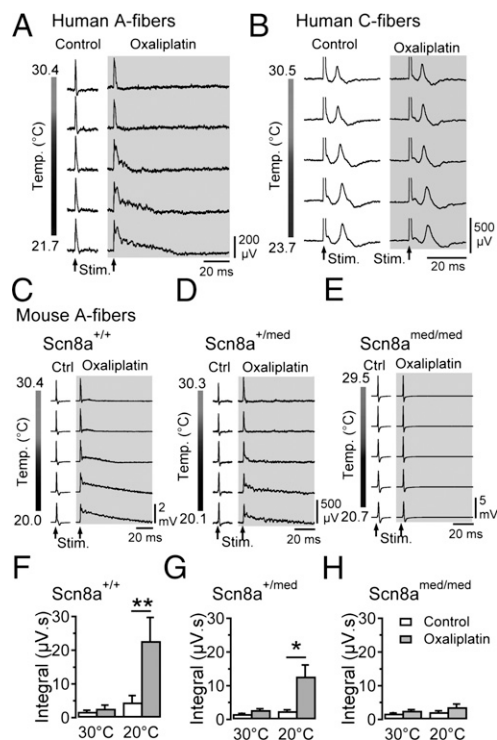 A Human A-fibers
Control Oxaliplatin
30.4
Temp. (°C)
21.7
Stim.
200 µV
20 ms
B Human C-fibers
Control Oxaliplatin
30.5
Temp. (°C)
23.7
Stim. Stim.
500 µV
20 ms
C Mouse A-fibers
Scn8a+/+
Ctrl Oxaliplatin
30.4
Temp. (°C)
20.0
Stim.
2 mV
20 ms
D
Scn8a+/med
Ctrl Oxaliplatin
30.3
Temp. (°C)
20.1
Stim.
500 µV
20 ms
E
Scn8amed/med
Ctrl Oxaliplatin
29.5
Temp. (°C)
20.7
Stim.
5 mV
20 ms
F Scn8a+/+
Integral (µV.s)
30
20
10
0
**
30°C 20°C
G Scn8a+/med
Integral (µV.s)
30
20
10
0
*
30°C 20°C
H Scn8amed/med
Integral (µV.s)
30
20
10
0
Control
Oxaliplatin
30°C 20°C